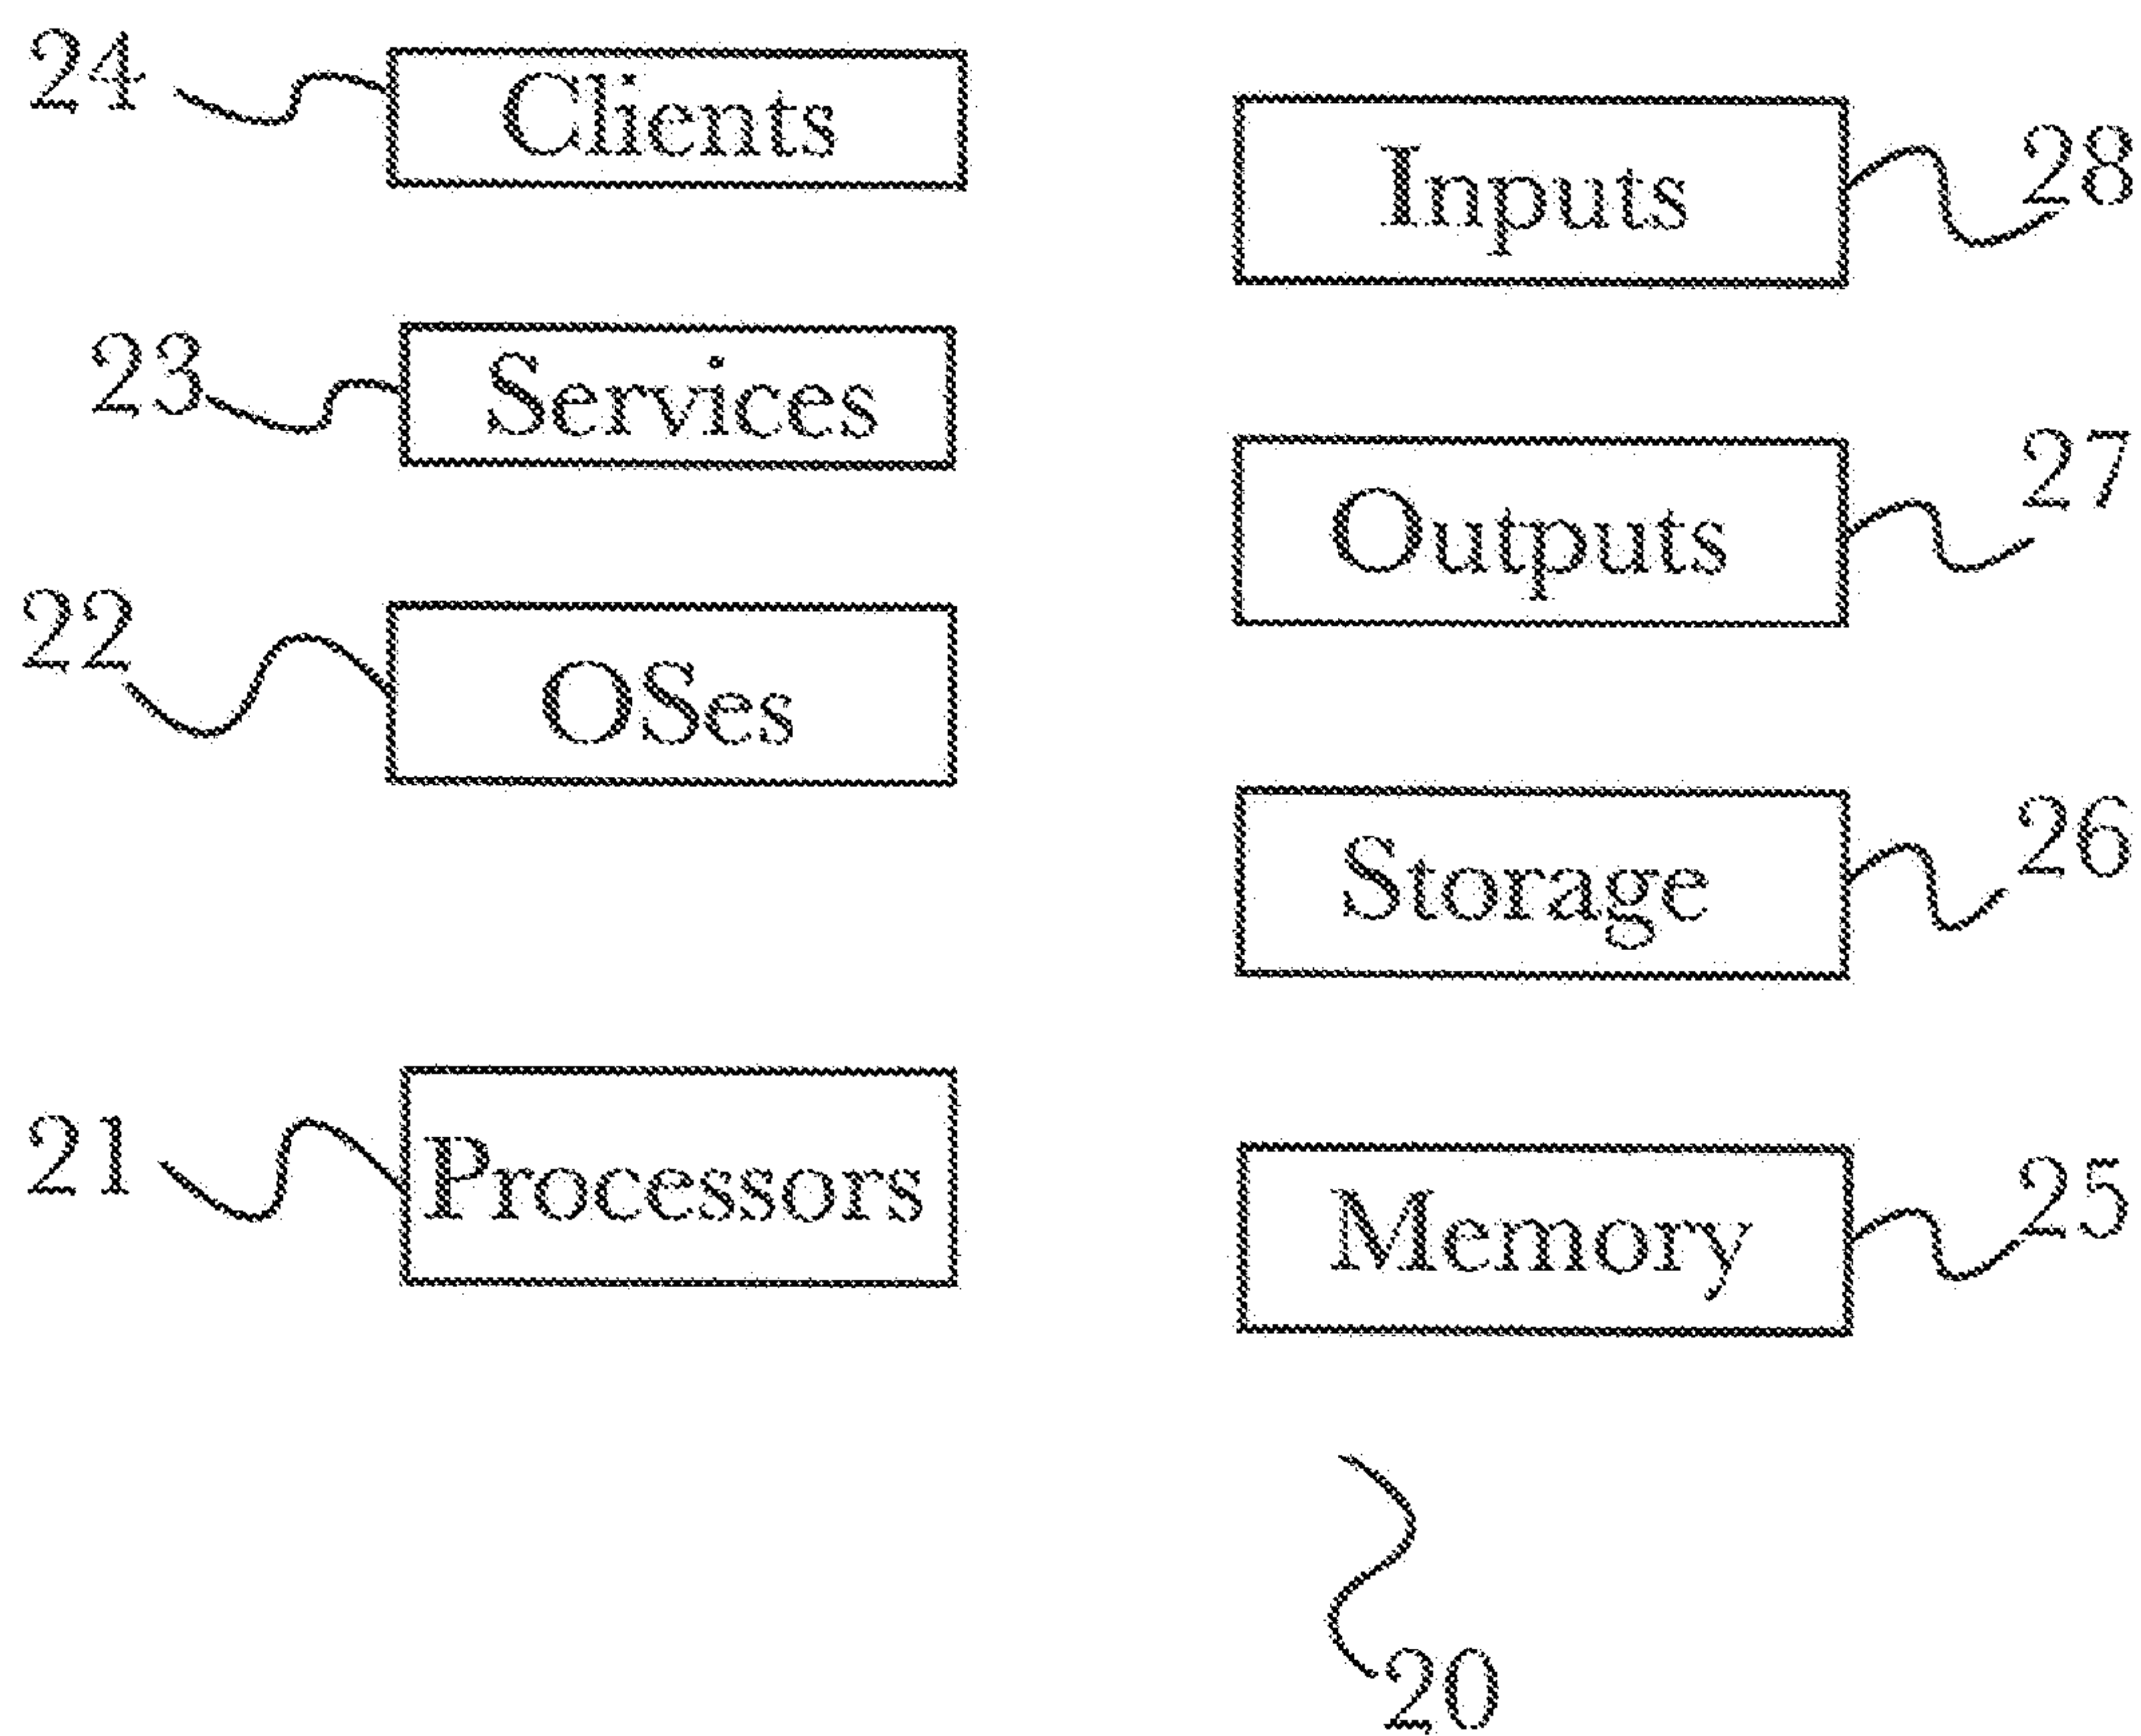 24 Clients
Inputs 28
23 Services
Outputs 27
22 OSes
Storage 26
21 Processors
Memory 25
20